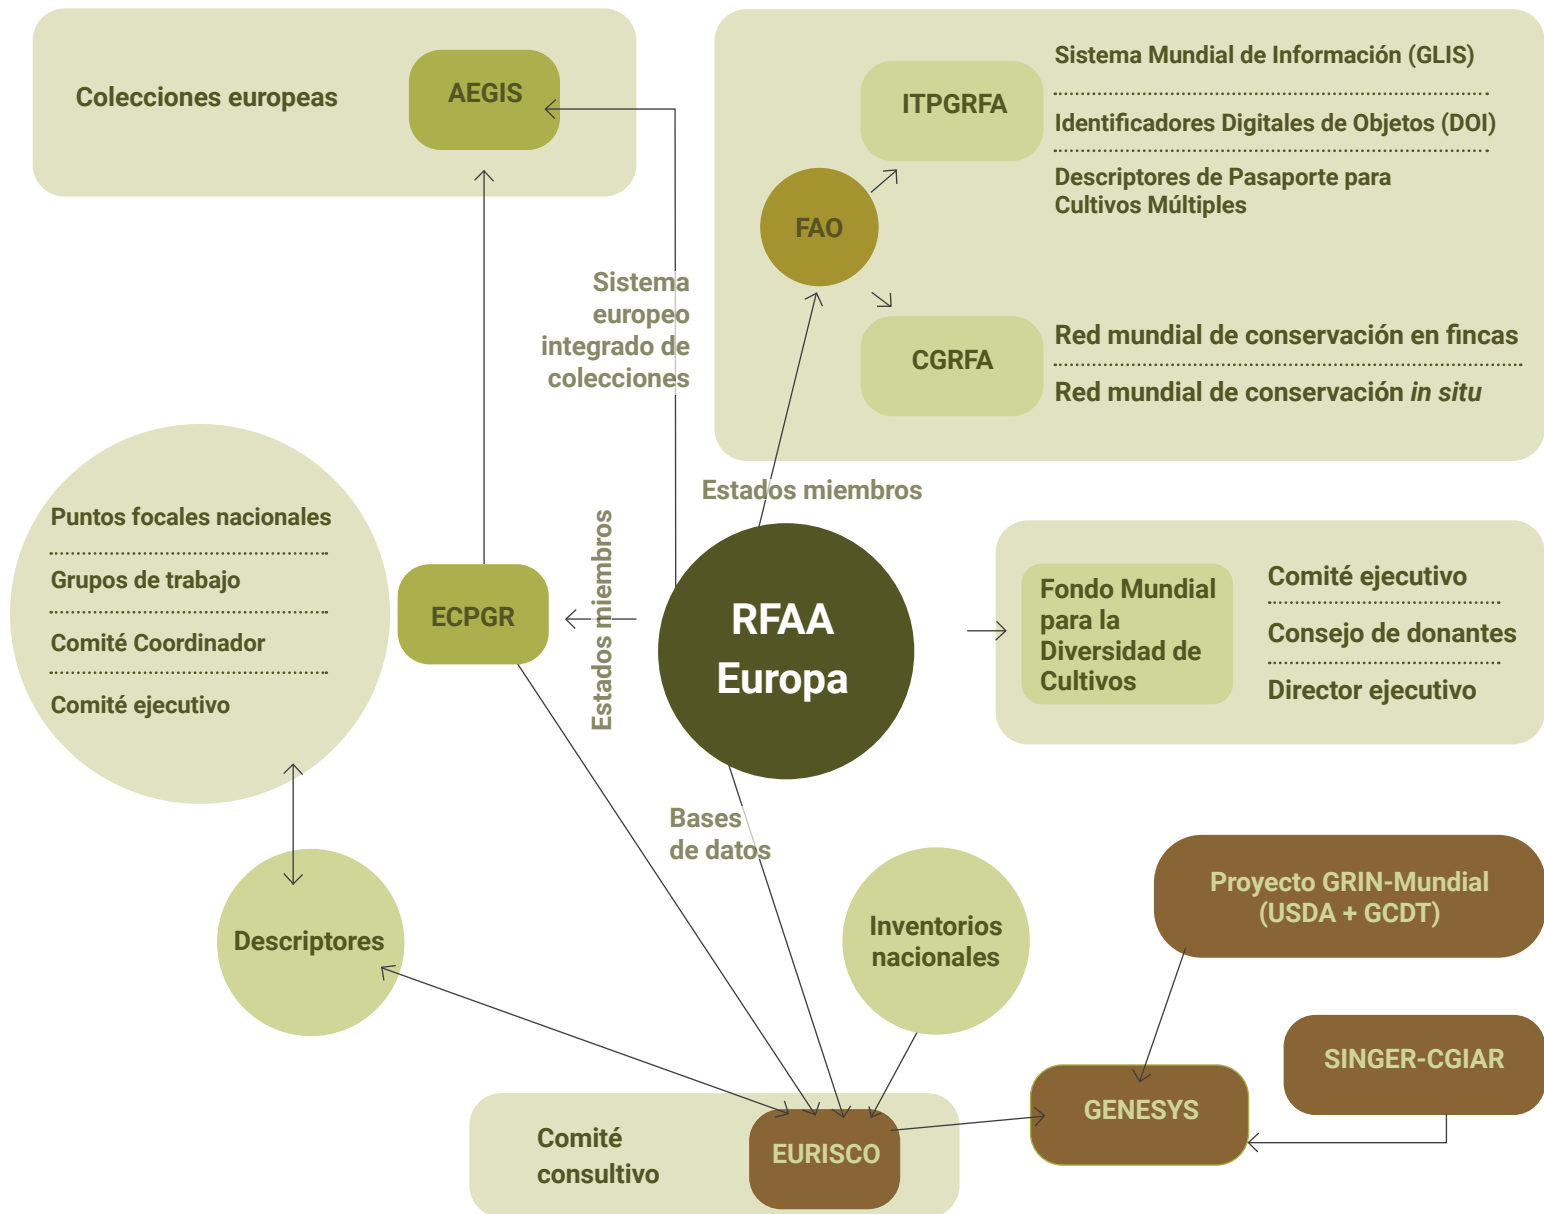 Colecciones europeas
AEGIS
Sistema Mundial de Información (GLIS)
ITPGRFA
Identificadores Digitales de Objetos (DOI)
Descriptores de Pasaporte para
Cultivos Múltiples
FAO
CGRFA
Red mundial de conservación en fincas
Red mundial de conservación in situ
Sistema
europeo
integrado de
colecciones
Estados miembros
Puntos focales nacionales
Grupos de trabajo
Comité Coordinador
Comité ejecutivo
ECPGR
Estados miembros
RFAA
Europa
Fondo Mundial
para la
Diversidad de
Cultivos
Comité ejecutivo
Consejo de donantes
Director ejecutivo
Bases
de datos
Descriptores
Inventorios
nacionales
Proyecto GRIN-Mundial
(USDA + GCDT)
SINGER-CGIAR
GENESYS
Comité
consultivo
EURISCO